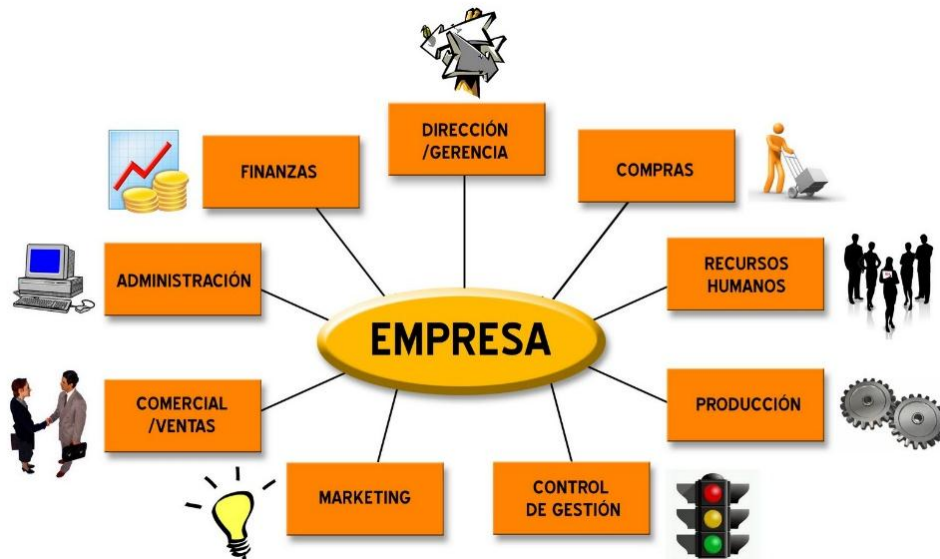 DIRECCIÓN
/GERENCIA
FINANZAS
COMPRAS
ADMINISTRACIÓN
RECURSOS
HUMANOS
EMPRESA
COMERCIAL
/VENTAS
PRODUCCIÓN
MARKETING
CONTROL
DE GESTIÓN